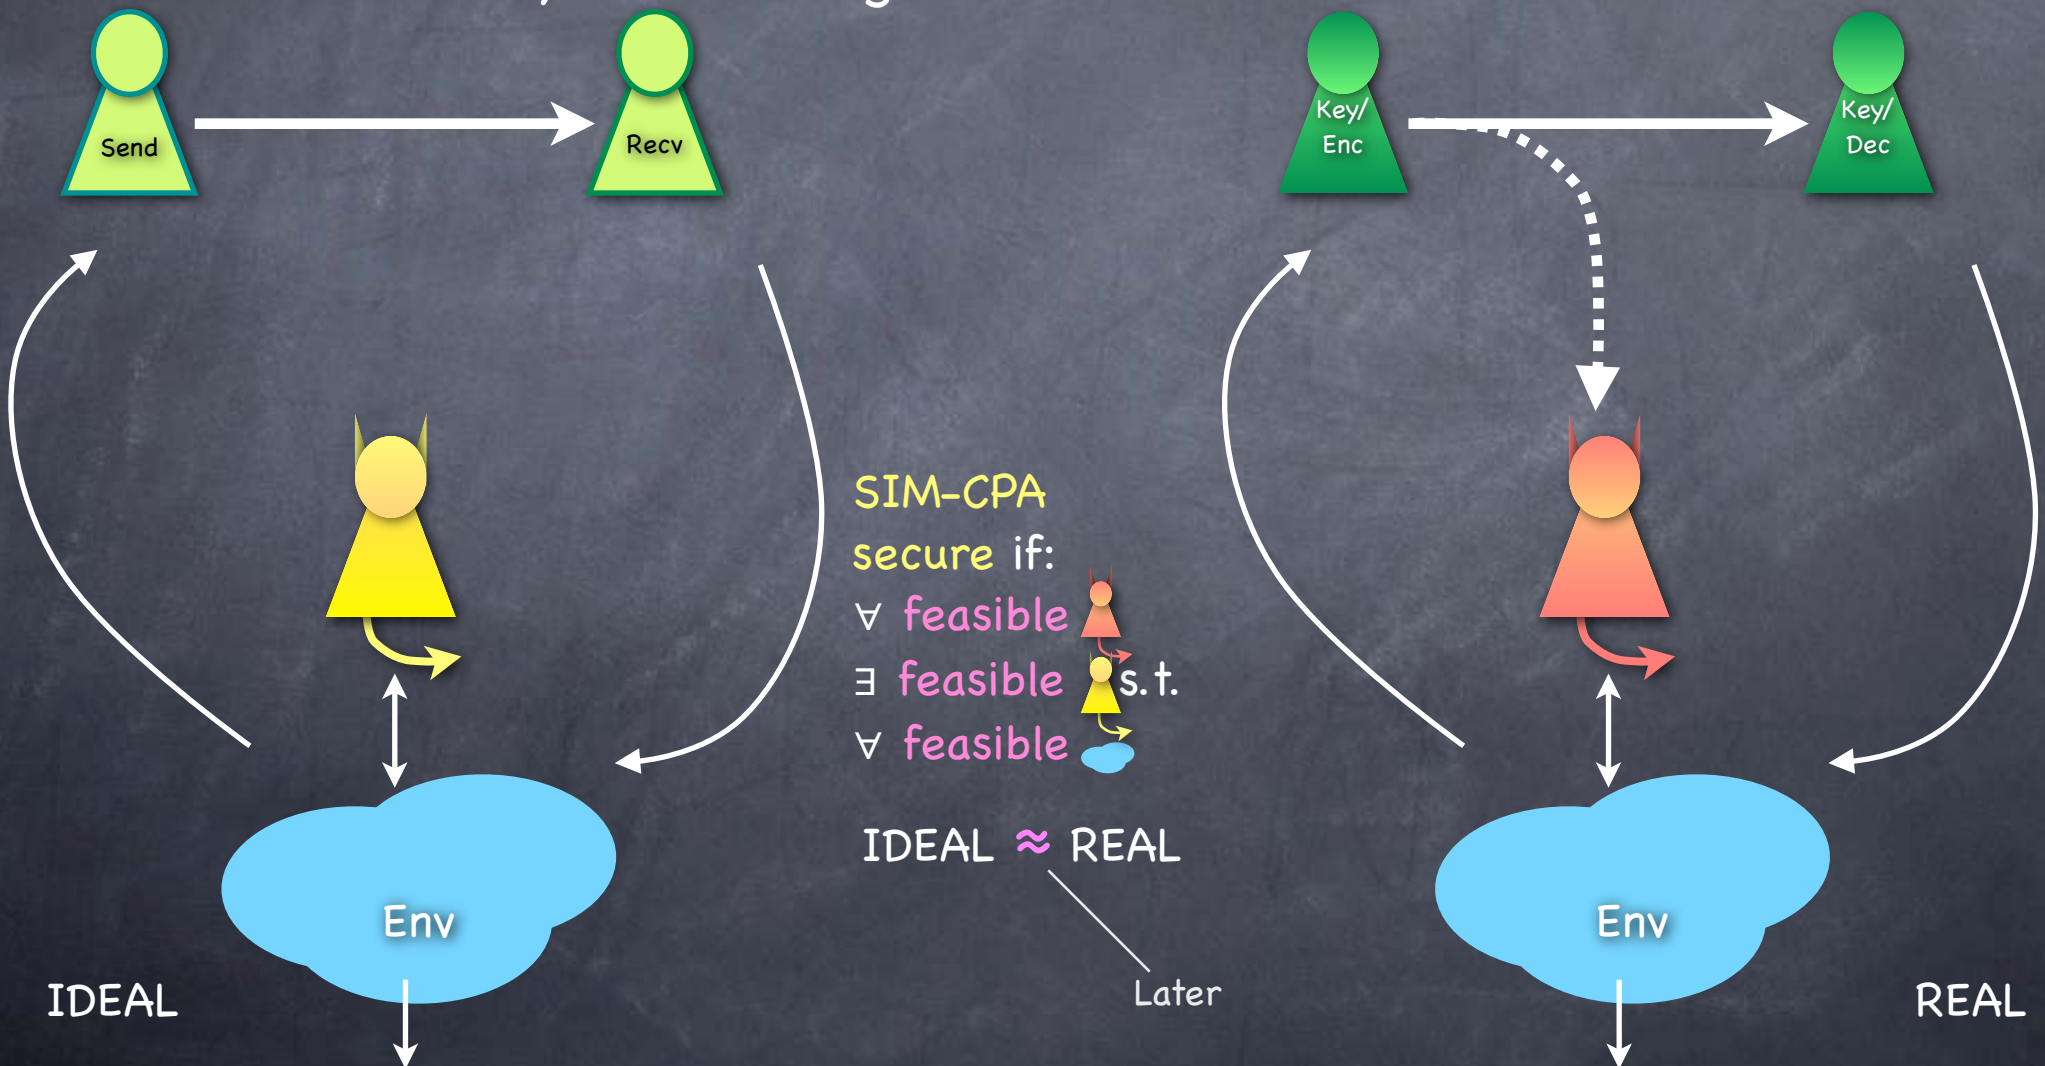 Send
Recv
Key/
Enc
Key/
Dec
SIM-CPA
secure if:
∀ feasible
∃ feasible s.t.
∀ feasible
IDEAL ≈ REAL
Env
Env
Later
IDEAL
REAL